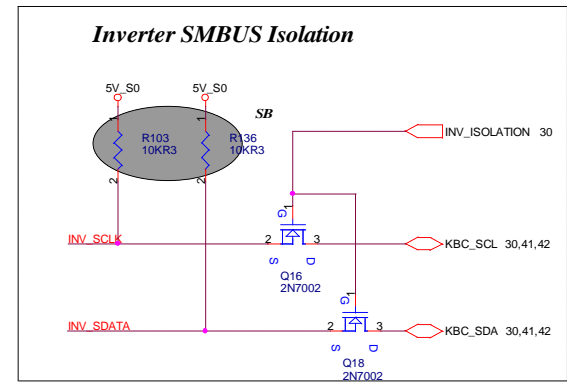 Inverter SMBUS Isolation
5V_S0 5V_S0
SB
1 1
R103 R136
10KR3 10KR3
2 2
INV_ISOLATION 30
1
G
INV_SCLK 2 3 KBC_SCL 30,41,42
S D
Q16
2N7002
1
G
INV_SDATA 2 3 KBC_SDA 30,41,42
S D
Q18
2N7002